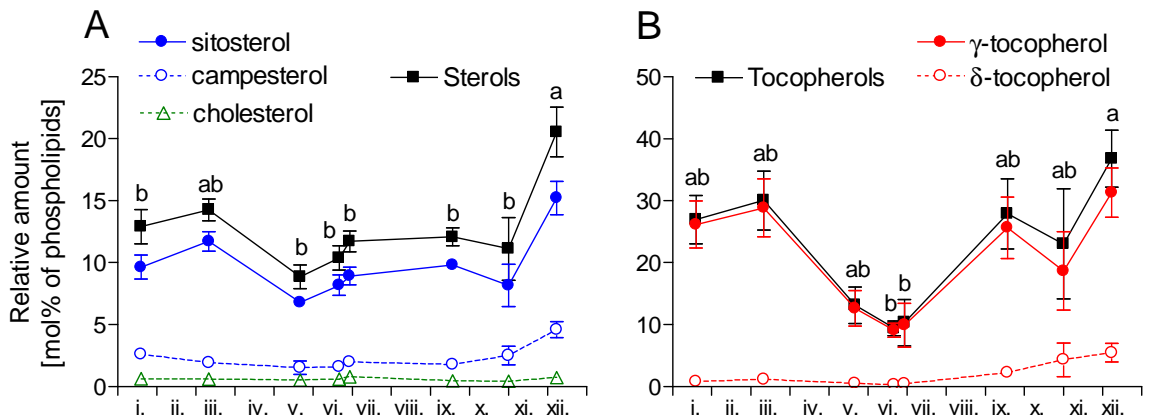 A
sitosterol
campesterol
cholesterol
Sterols
Relative amount
[mol% of phospholipids]
25
20
15
10
5
0
b
ab
b
b
b
b
b
a
i. ii. iii. iv. v. vi. vii. viii. ix. x. xi. xii.
B
γ-tocopherol
Tocopherols
δ-tocopherol
50
40
30
20
10
0
ab
ab
ab
b
b
ab
ab
a
i. ii. iii. iv. v. vi. vii. viii. ix. x. xi. xii.